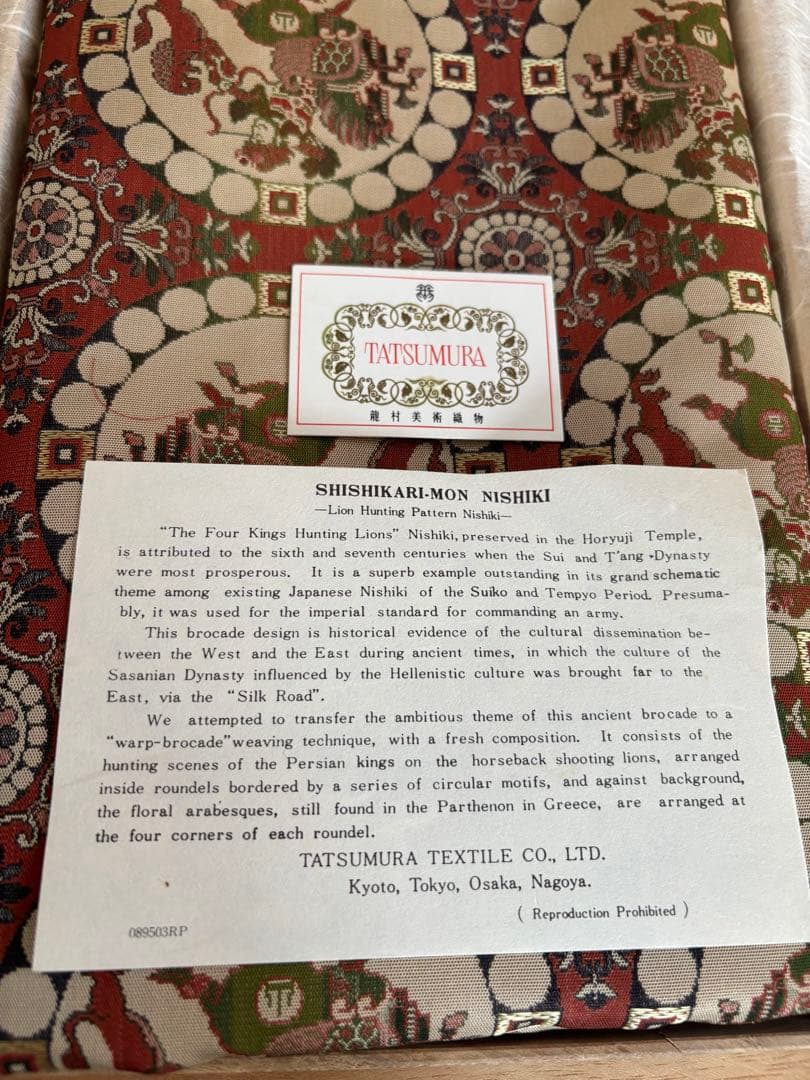 TATSUMURA
龍村美術織物
SHISHIKARI-MON NISHIKI
—Lion Hunting Pattern Nishiki—
"The Four Kings Hunting Lions" Nishiki, preserved in the Horyuji Temple,
is attributed to the sixth and seventh centuries when the Sui and T'ang •Dynasty
were most prosperous. It is a superb example outstanding in its grand schematic
theme among existing Japanese Nishiki of the Suiko and Tempyo Period. Presuma-
bly, it was used for the imperial standard for commanding an army.
This brocade design is historical evidence of the cultural dissemination be-
tween the West and the East during ancient times, in which the culture of the
Sasanian Dynasty influenced by the Hellenistic culture was brought far to the
East, via the "Silk Road".
We attempted to transfer the ambitious theme of this ancient brocade to a
"warp-brocade" weaving technique, with a fresh composition. It consists of the
hunting scenes of the Persian kings on the horseback shooting lions, arranged
inside roundels bordered by a series of circular motifs, and against background,
the floral arabesques, still found in the Parthenon in Greece, are arranged at
the four corners of each roundel.
TATSUMURA TEXTILE CO., LTD.
Kyoto, Tokyo, Osaka, Nagoya.
( Reproduction Prohibited )
089503RP